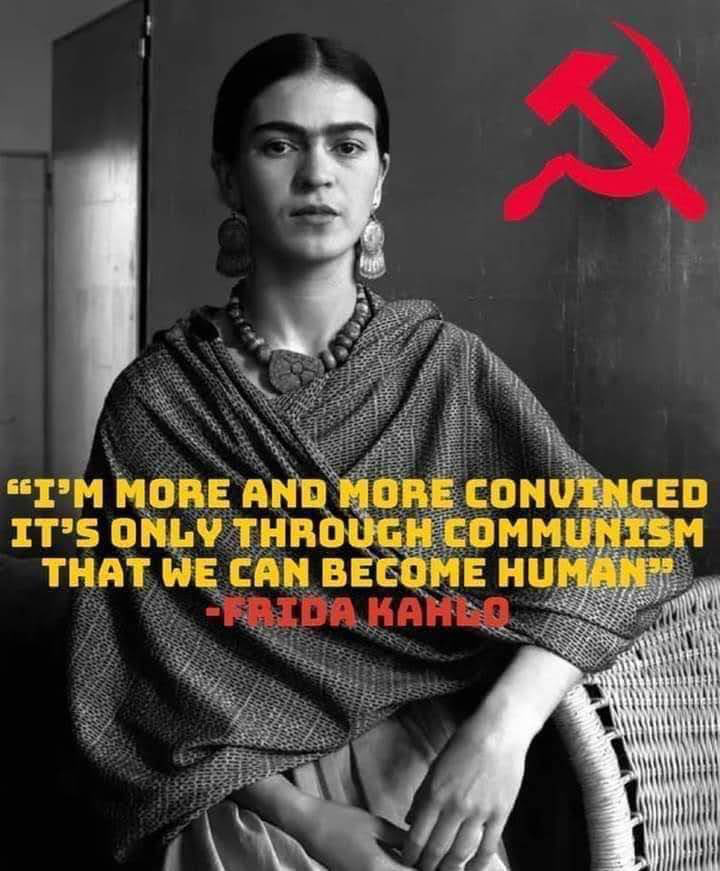 “I’M MORE AND MORE CONVINCED
IT’S ONLY THROUGH COMMUNISM
THAT WE CAN BECOME HUMAN”
-FRIDA KAHLO